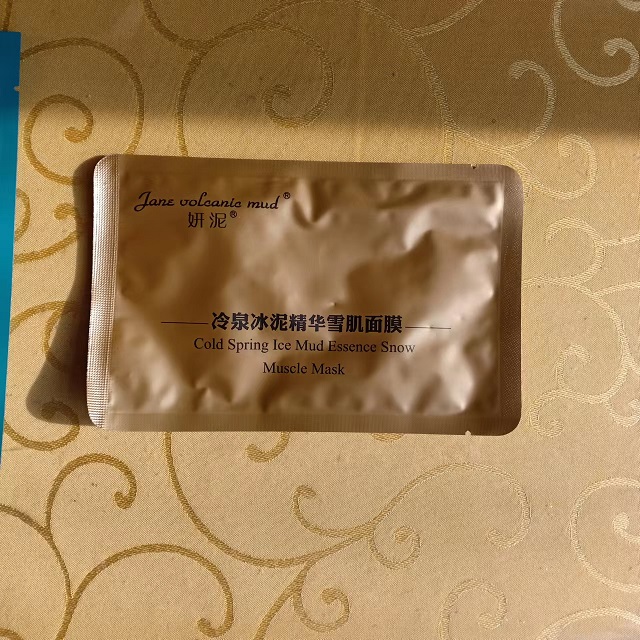 Jane volcanic mud®
妍泥®
冷泉冰泥精华雪肌面膜
Cold Spring Ice Mud Essence Snow
Muscle Mask